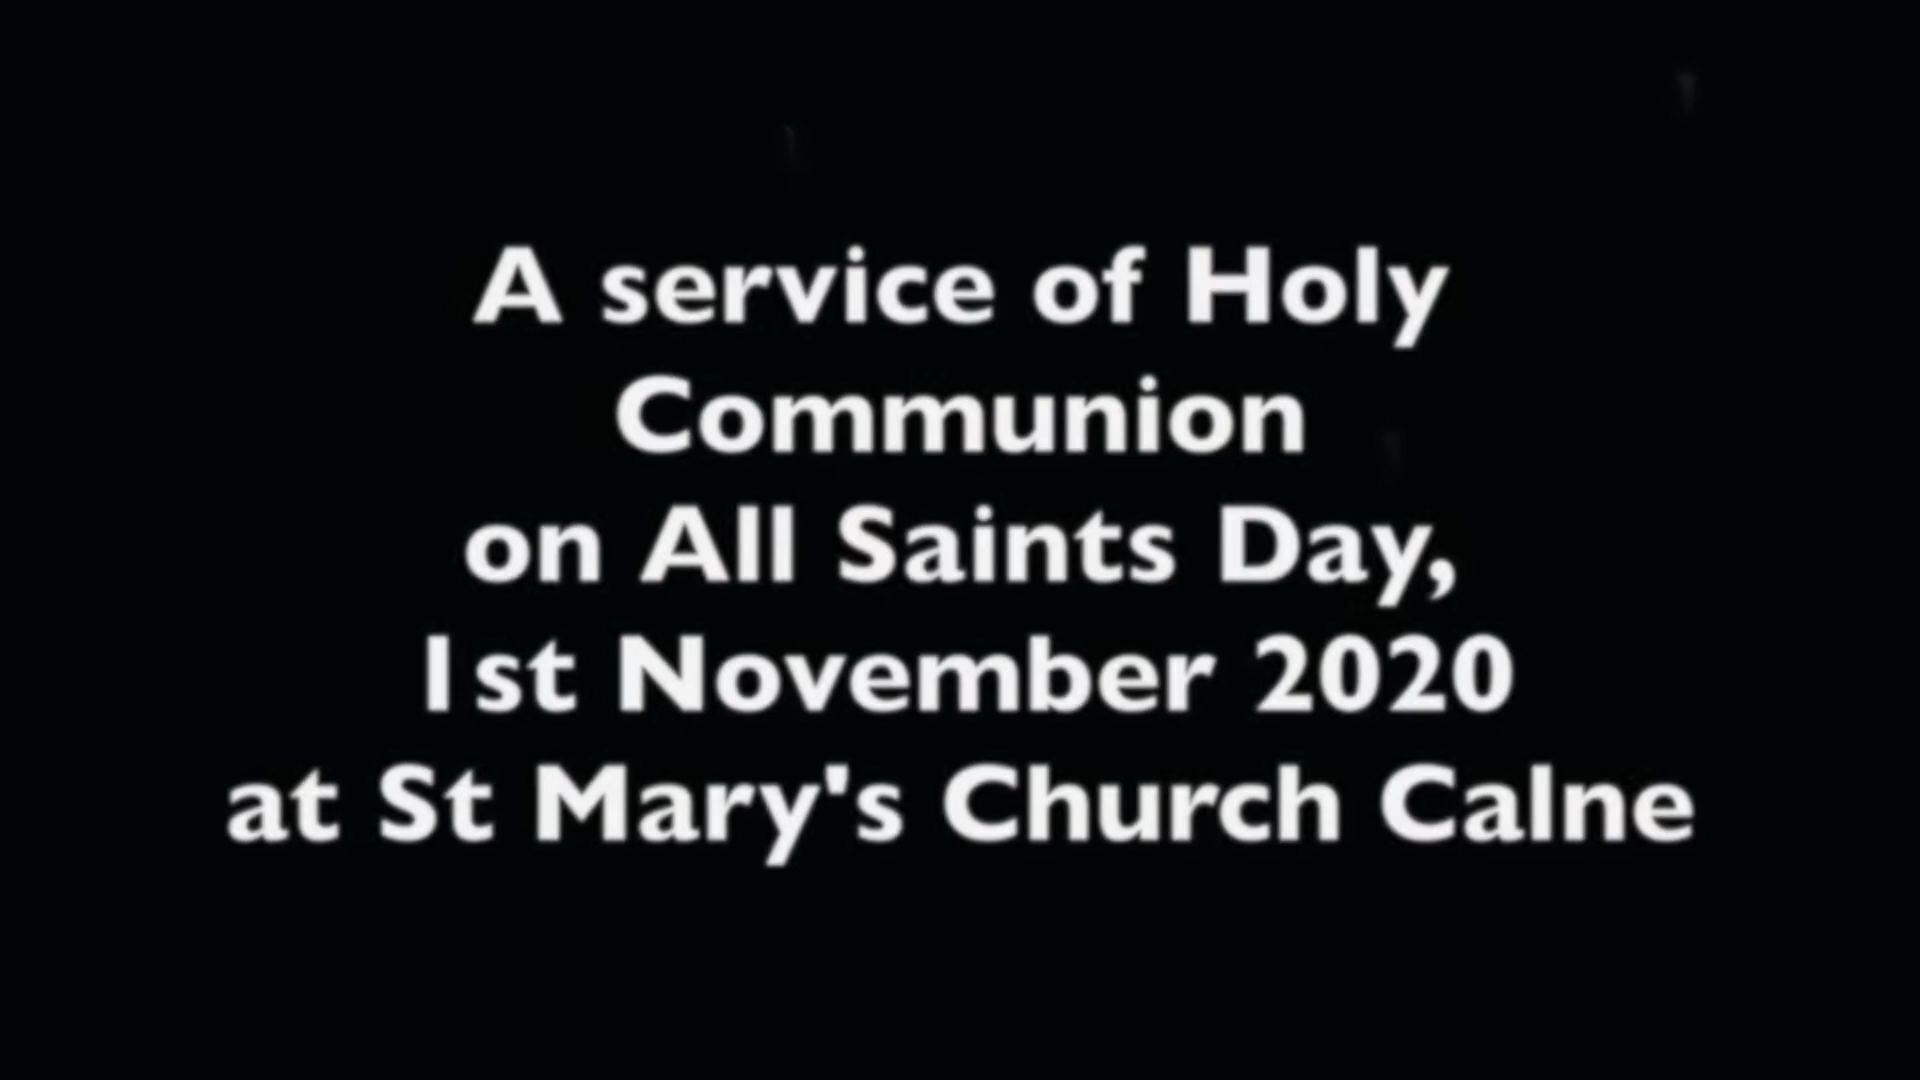 A service of Holy
Communion
on All Saints Day,
1st November 2020
at St Mary's Church Calne